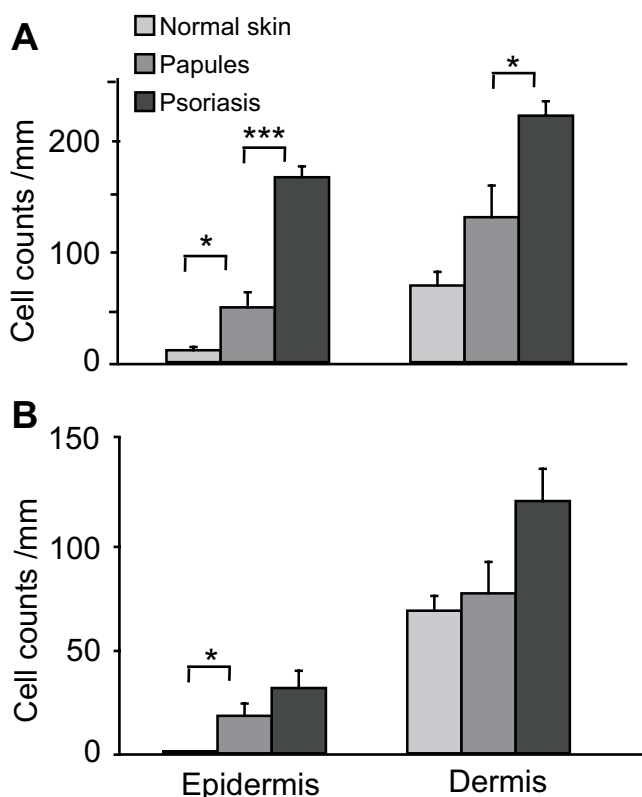 A
Normal skin
Papules
Psoriasis
*
***
*
200
100
0
Cell counts /mm
B
150
100
50
0
*
Cell counts /mm
Epidermis
Dermis